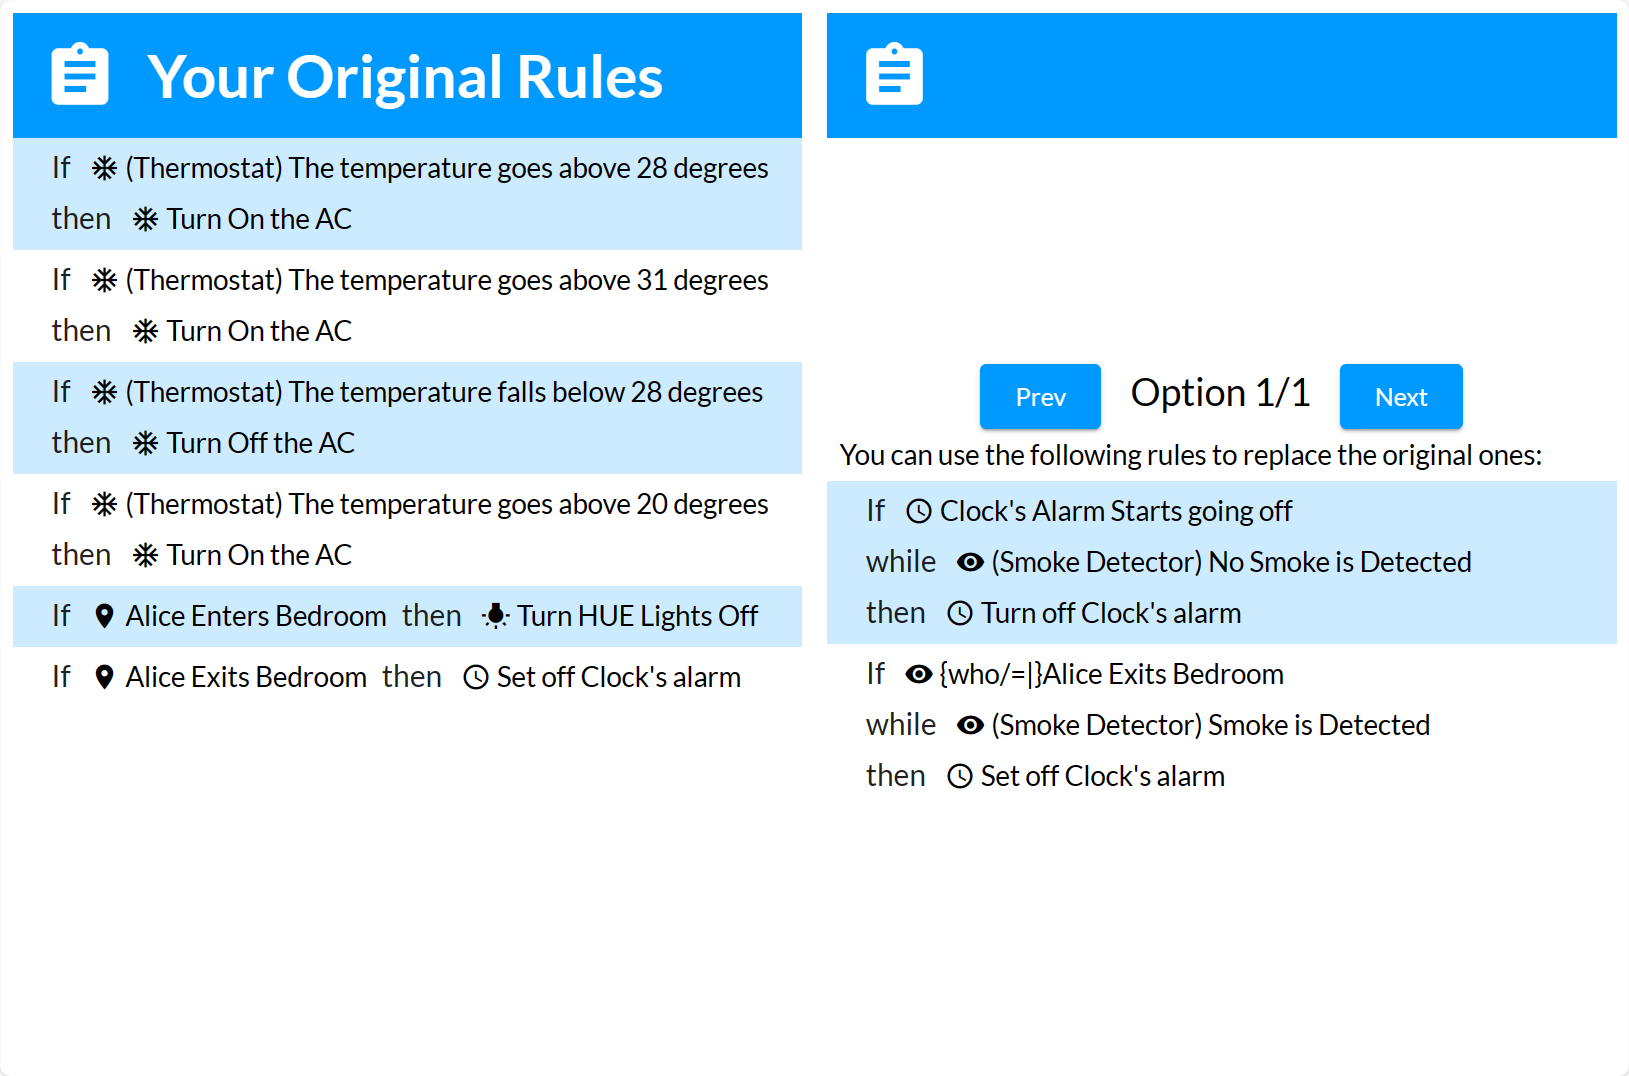 Your Original Rules
If (Thermostat) The temperature goes above 28 degrees
then Turn On the AC
If (Thermostat) The temperature goes above 31 degrees
then Turn On the AC
If (Thermostat) The temperature falls below 28 degrees
then Turn Off the AC
If (Thermostat) The temperature goes above 20 degrees
then Turn On the AC
If Alice Enters Bedroom then Turn HUE Lights Off
If Alice Exits Bedroom then Set off Clock's alarm
Prev Option 1/1 Next
You can use the following rules to replace the original ones:
If Clock's Alarm Starts going off
while (Smoke Detector) No Smoke is Detected
then Turn off Clock's alarm
If {who/=|}Alice Exits Bedroom
while (Smoke Detector) Smoke is Detected
then Set off Clock's alarm